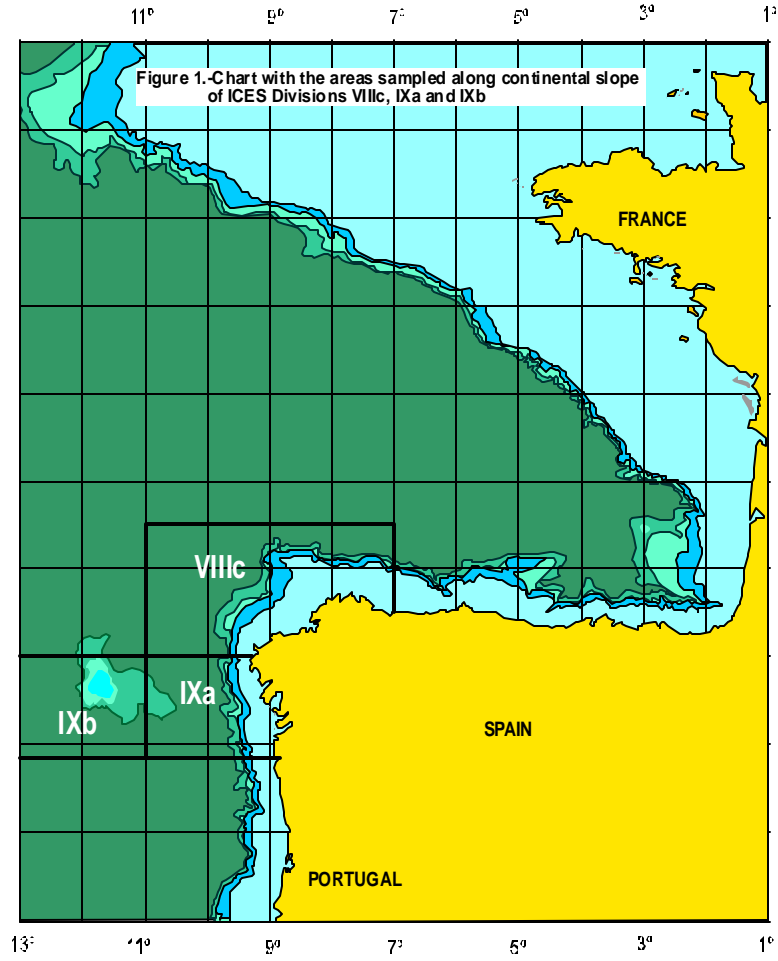 11º 9º 7º 5º 3º 1º
Figure 1.-Chart with the areas sampled along continental slope
of ICES Divisions VIIIc, IXa and IXb
FRANCE
VIIIc
IXa
IXb
SPAIN
PORTUGAL
13º 11º 9º 7º 5º 3º 1º